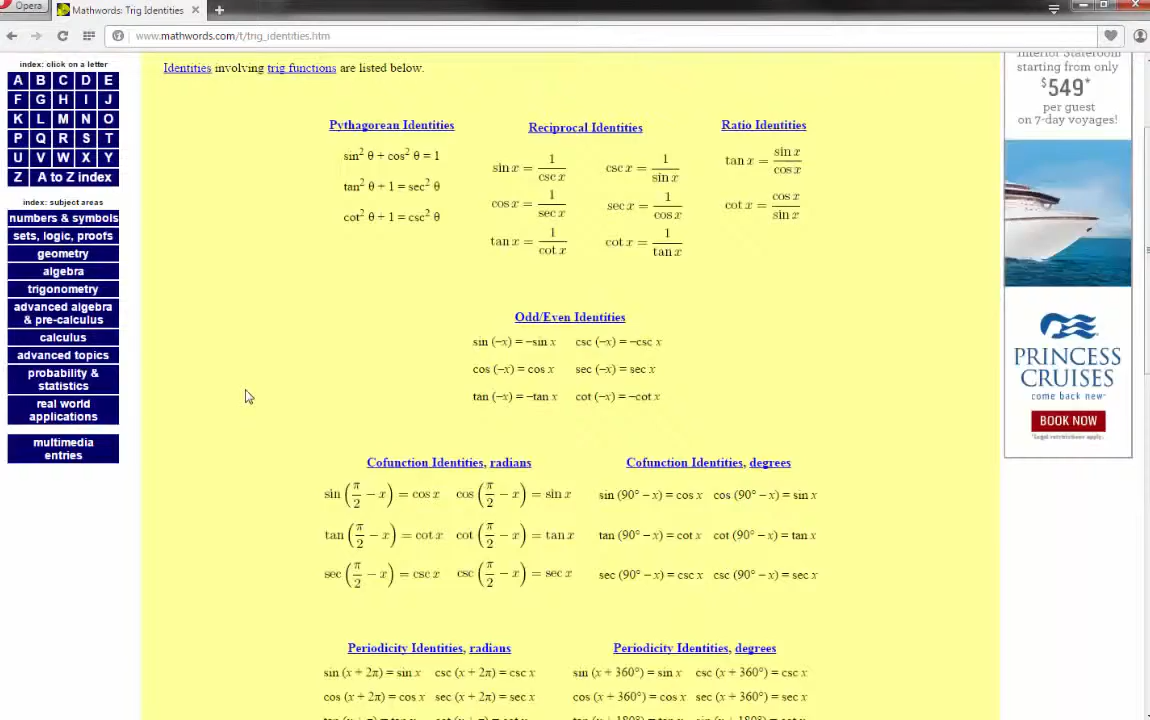 Opera
Mathwords: Trig Identities
www.mathwords.com/t/trig_identities.htm
index: click on a letter
A B C D E
F G H I J
K L M N O
P Q R S T
U V W X Y
Z A to Z index
index: subject areas
numbers & symbols
sets, logic, proofs
geometry
algebra
trigonometry
advanced algebra
& pre-calculus
calculus
advanced topics
probability &
statistics
real world
applications
multimedia
entries
Identities involving trig functions are listed below.
Pythagorean Identities
sin² θ + cos² θ = 1
tan² θ + 1 = sec² θ
cot² θ + 1 = csc² θ
Reciprocal Identities
sin x = 1/csc x csc x = 1/sin x
cos x = 1/sec x sec x = 1/cos x
tan x = 1/cot x cot x = 1/tan x
Ratio Identities
tan x = sin x/cos x
cot x = cos x/sin x
Odd/Even Identities
sin (–x) = –sin x csc (–x) = –csc x
cos (–x) = cos x sec (–x) = sec x
tan (–x) = –tan x cot (–x) = –cot x
Cofunction Identities, radians
sin (π/2 − x) = cos x cos (π/2 − x) = sin x
tan (π/2 − x) = cot x cot (π/2 − x) = tan x
sec (π/2 − x) = csc x csc (π/2 − x) = sec x
Cofunction Identities, degrees
sin (90° – x) = cos x cos (90° – x) = sin x
tan (90° – x) = cot x cot (90° – x) = tan x
sec (90° – x) = csc x csc (90° – x) = sec x
Periodicity Identities, radians
sin (x + 2π) = sin x csc (x + 2π) = csc x
cos (x + 2π) = cos x sec (x + 2π) = sec x
Periodicity Identities, degrees
sin (x + 360°) = sin x csc (x + 360°) = csc x
cos (x + 360°) = cos x sec (x + 360°) = sec x
Interior Stateroom
starting from only
$549*
per guest
on 7-day voyages!
PRINCESS
CRUISES
come back new
BOOK NOW
*Legal restrictions apply.